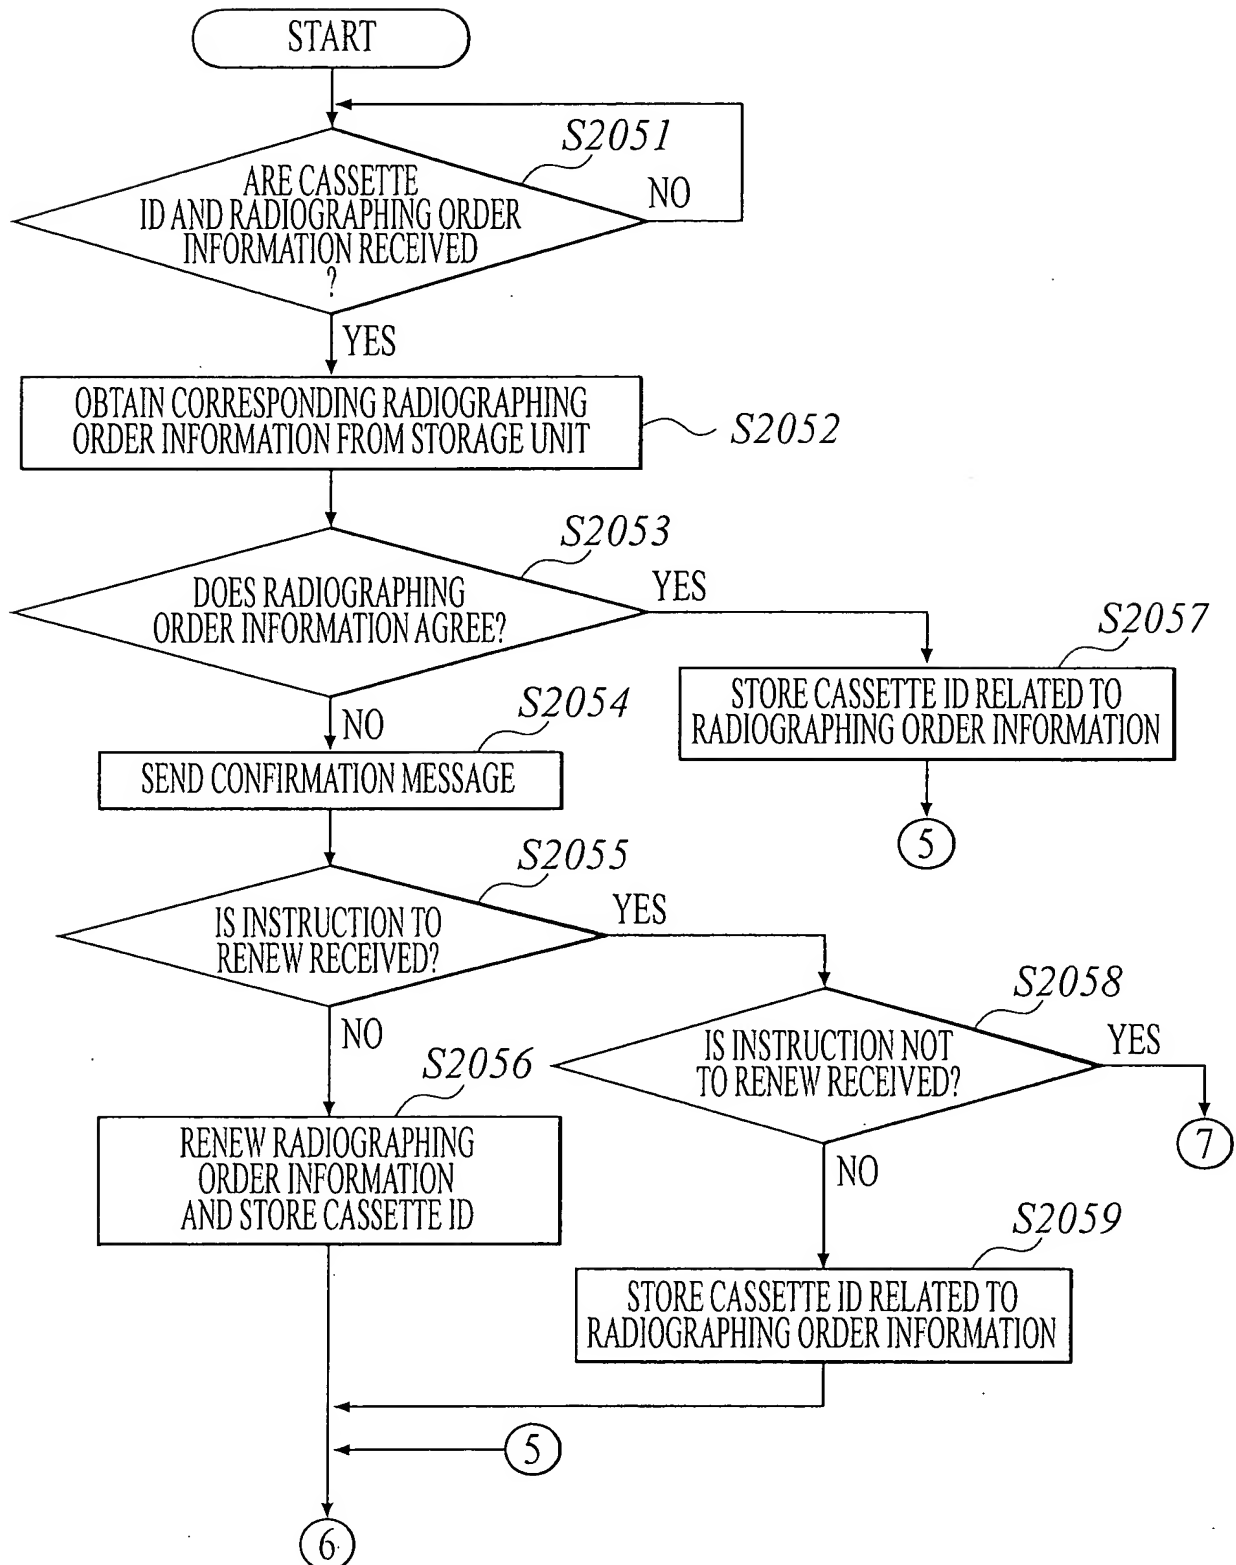 START
S2051
ARE CASSETTE
ID AND RADIOGRAPHING ORDER
INFORMATION RECEIVED
?
NO
YES
OBTAIN CORRESPONDING RADIOGRAPHING
ORDER INFORMATION FROM STORAGE UNIT
S2052
S2053
DOES RADIOGRAPHING
ORDER INFORMATION AGREE?
YES
NO
S2057
STORE CASSETTE ID RELATED TO
RADIOGRAPHING ORDER INFORMATION
5
S2054
SEND CONFIRMATION MESSAGE
S2055
IS INSTRUCTION TO
RENEW RECEIVED?
YES
NO
S2058
IS INSTRUCTION NOT
TO RENEW RECEIVED?
YES
7
NO
S2056
RENEW RADIOGRAPHING
ORDER INFORMATION
AND STORE CASSETTE ID
S2059
STORE CASSETTE ID RELATED TO
RADIOGRAPHING ORDER INFORMATION
5
6